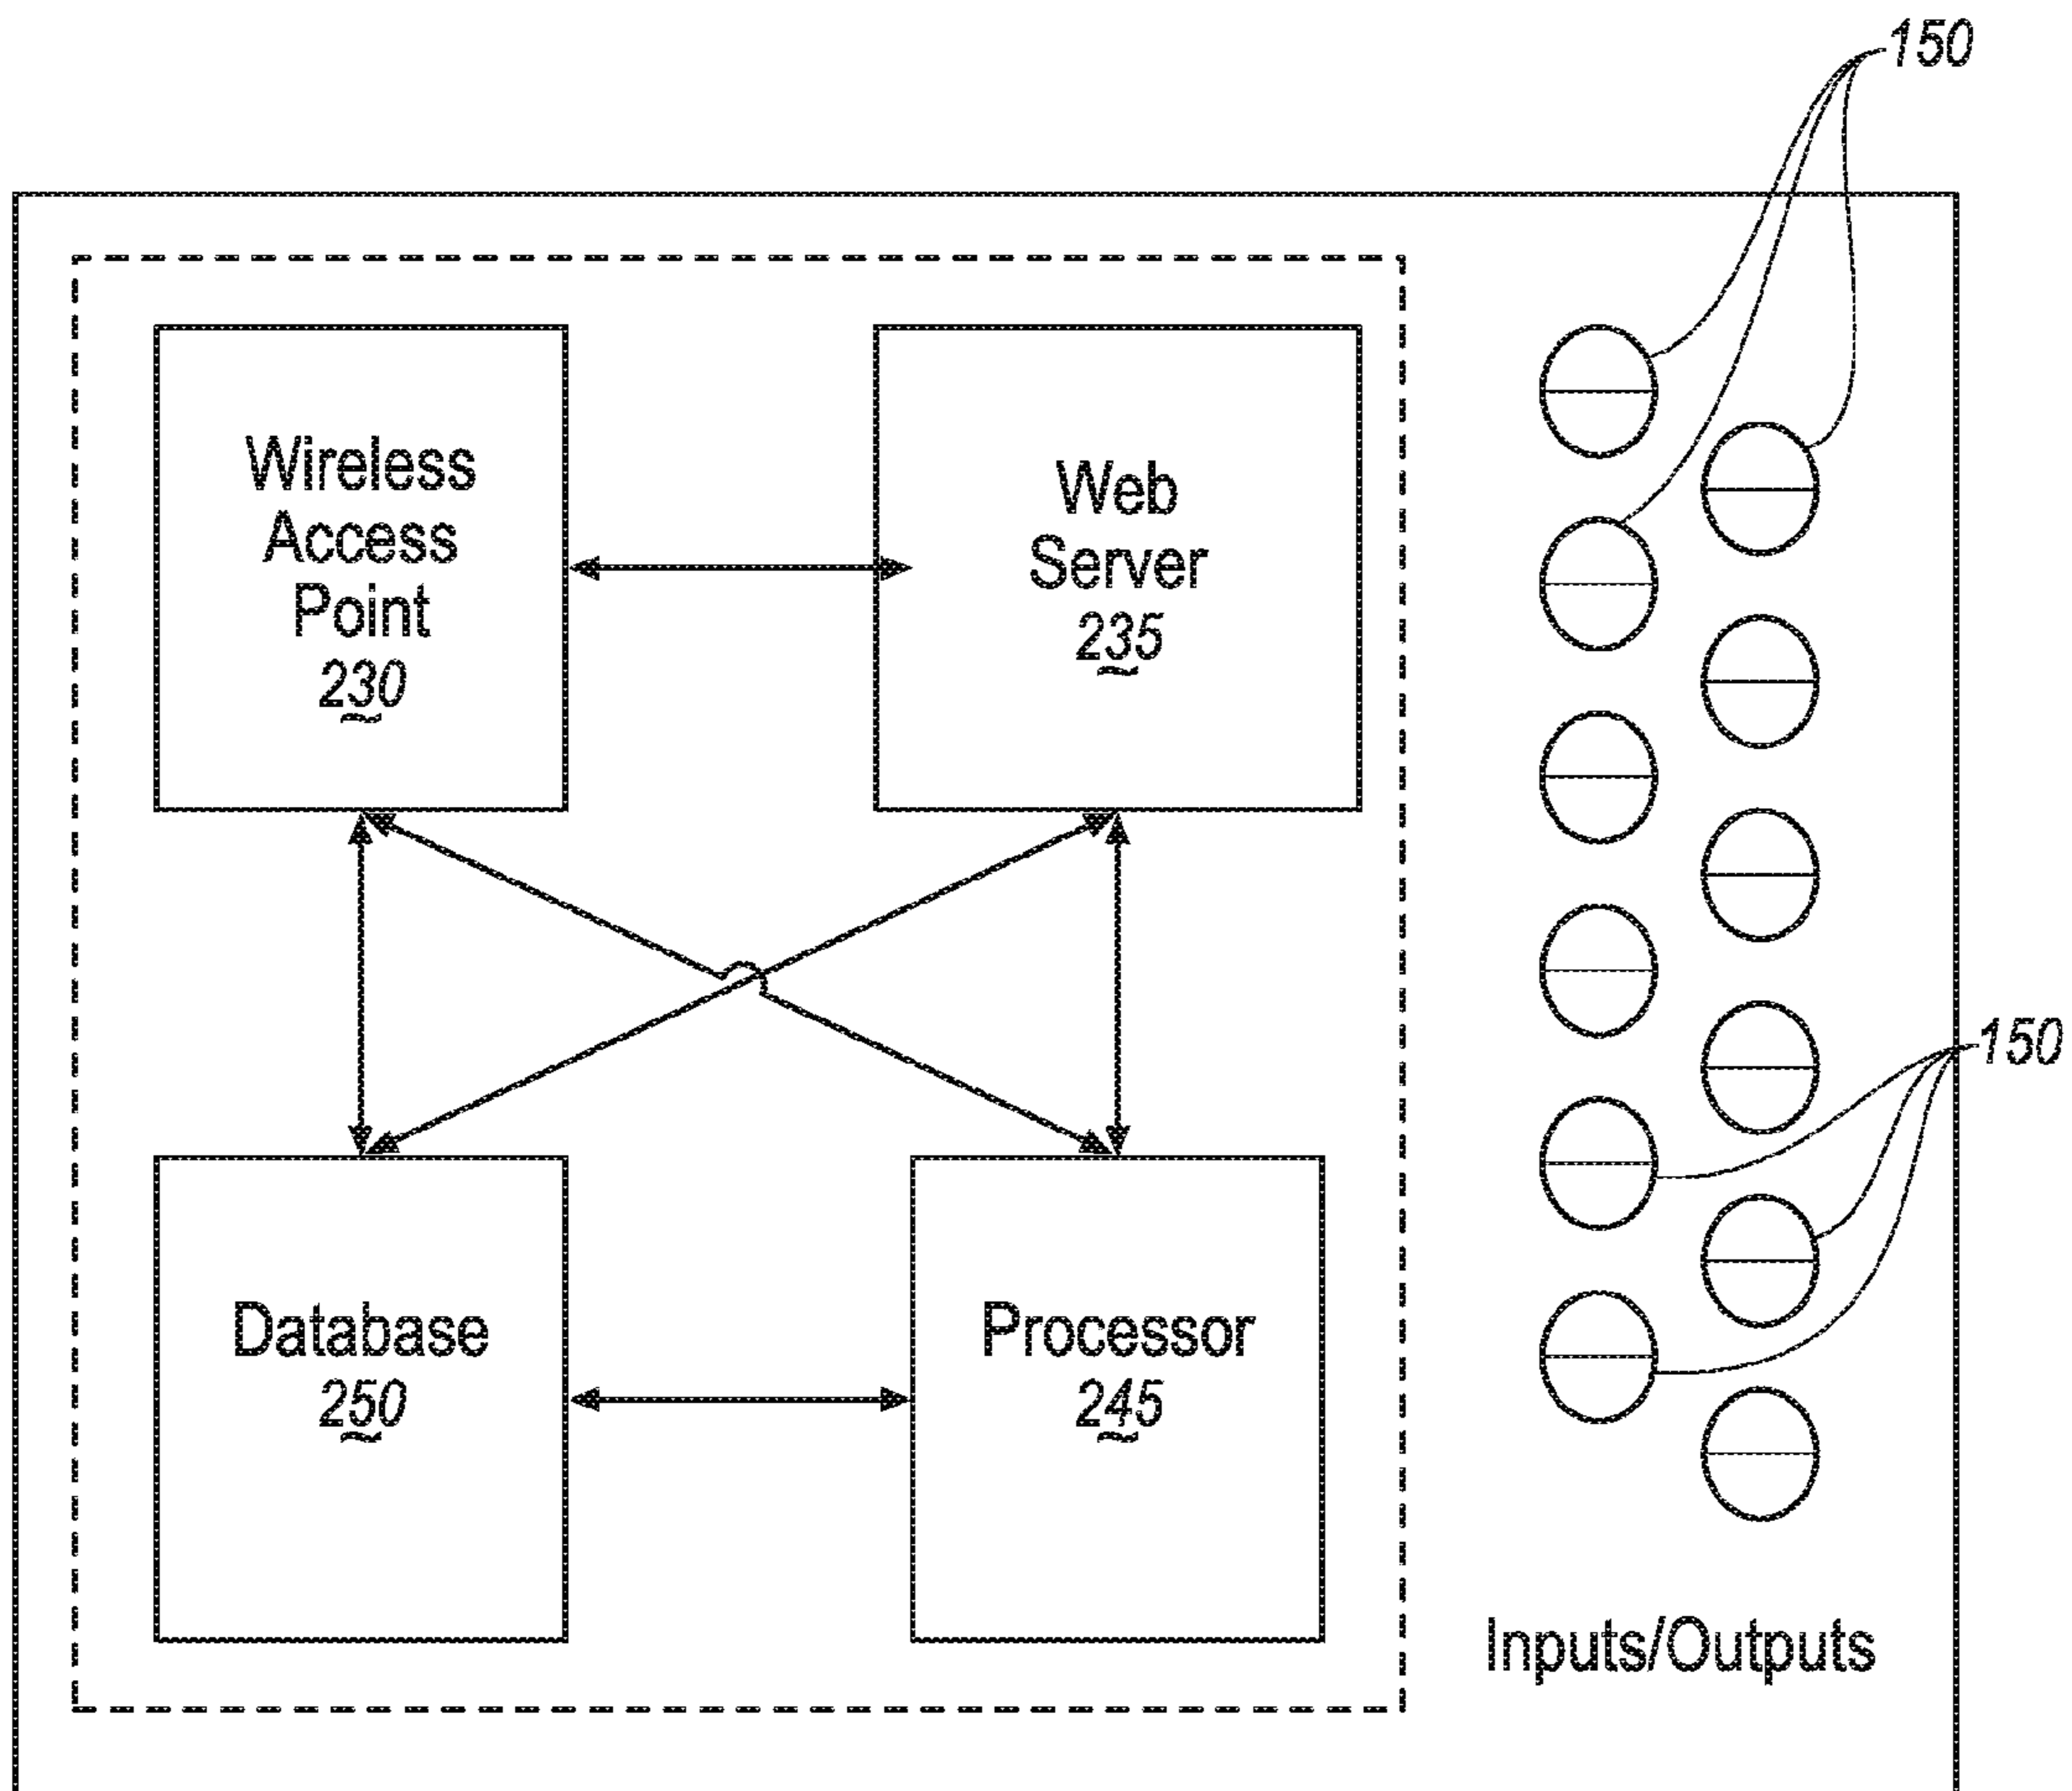 150
Wireless
Access
Point
230
Web
Server
235
150
Database
250
Processor
245
Inputs/Outputs